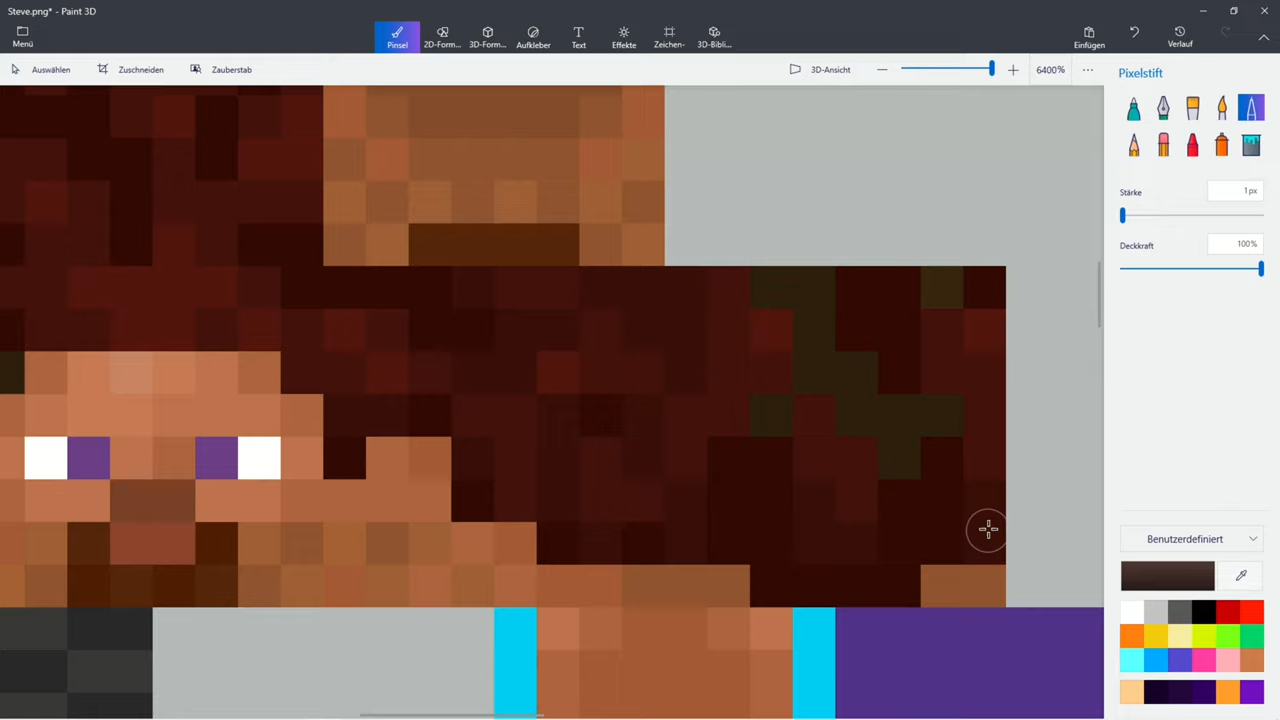 Steve.png* - Paint 3D
Menü
Pinsel
2D-Form...
3D-Form...
Aufkleber
Text
Effekte
Zeichen-
3D-Bibli...
Einfügen
Verlauf
Auswählen
Zuschneiden
Zauberstab
3D-Ansicht
6400%
Pixelstift
Stärke
1px
Deckkraft
100%
Benutzerdefiniert